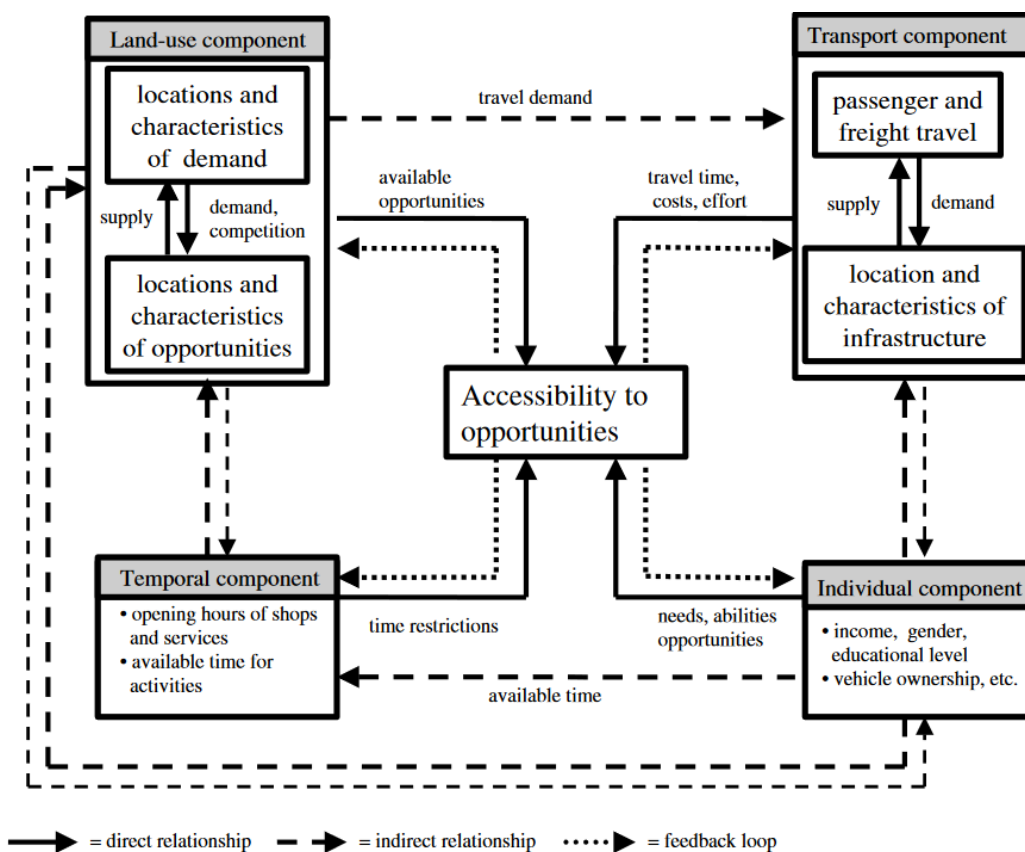 Land-use component
locations and
characteristics
of demand
supply
demand,
competition
locations and
characteristics
of opportunities
travel demand
available
opportunities
travel time,
costs, effort
Transport component
passenger and
freight travel
supply
demand
location and
characteristics of
infrastructure
Accessibility to
opportunities
Temporal component
• opening hours of shops
and services
• available time for
activities
time restrictions
needs, abilities
opportunities
available time
Individual component
• income, gender,
educational level
• vehicle ownership, etc.
= direct relationship
= indirect relationship
= feedback loop